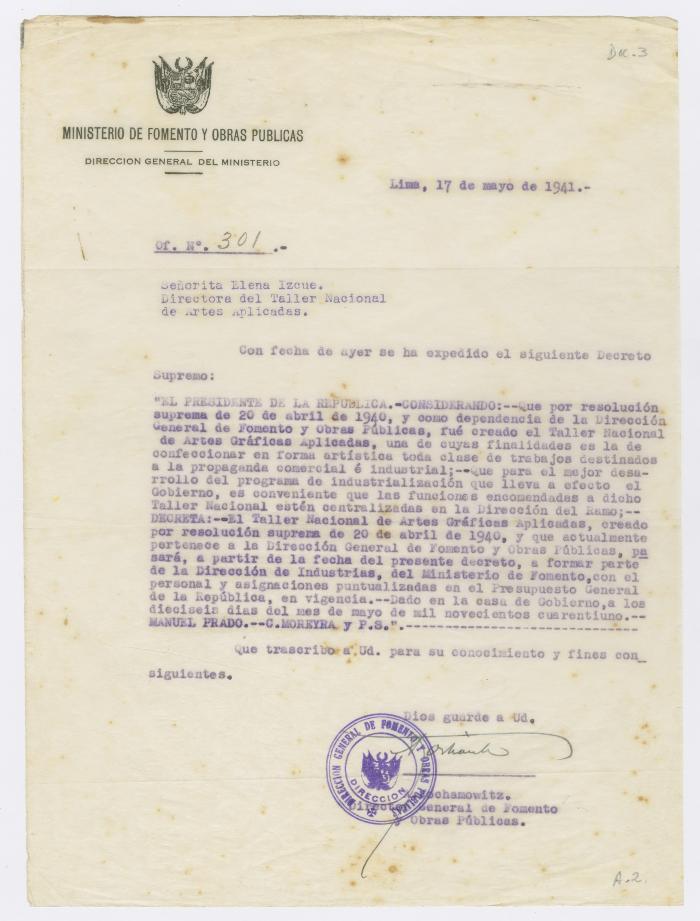 Doc-3
MINISTERIO DE FOMENTO Y OBRAS PUBLICAS
DIRECCION GENERAL DEL MINISTERIO
Lima, 17 de mayo de 1941.-
Of. Nº. 301.-
Señorita Elena Izcue.
Directora del Taller Nacional
de Artes Aplicadas.
Con fecha de ayer se ha expedido el siguiente Decreto
Supremo:
"EL PRESIDENTE DE LA REPUBLICA.-CONSIDERANDO:--Que por resolución
suprema de 20 de abril de 1940, y como dependencia de la Dirección
General de Fomento y Obras Públicas, fué creado el Taller Nacional
de Artes Gráficas Aplicadas, una de cuyas finalidades es la de
confeccionar en forma artística toda clase de trabajos destinados
a la propaganda comercial é industrial;--Que para el mejor desa-
rrollo del programa de industrialización que lleva a efecto el
Gobierno, es conveniente que las funciones encomendadas a dicho
Taller Nacional estén centralizadas en la Dirección del Ramo;--
DECRETA:--El Taller Nacional de Artes Gráficas Aplicadas, creado
por resolución suprema de 20 de abril de 1940, y que actualmente
pertenece a la Dirección General de Fomento y Obras Públicas, pa
sará, a partir de la fecha del presente decreto, a formar parte
de la Dirección de Industrias, del Ministerio de Fomento,con el
personal y asignaciones puntualizadas en el Presupuesto General
de la República, en vigencia.--Dado en la casa de Gobierno,a los
dieciseis dias del mes de mayo de mil novecientos cuarentiuno.--
MANUEL PRADO.--C.MOREYRA y P.S.".------------------------------
Que trascribo a Ud. para su conocimiento y fines con_
siguientes.
Dios guarde a Ud.
DIRECCION GENERAL DE FOMENTO Y OBRAS PUBLICAS
DIRECCION
ochamowitz.
Director General de Fomento
y Obras Públicas.
A.2.